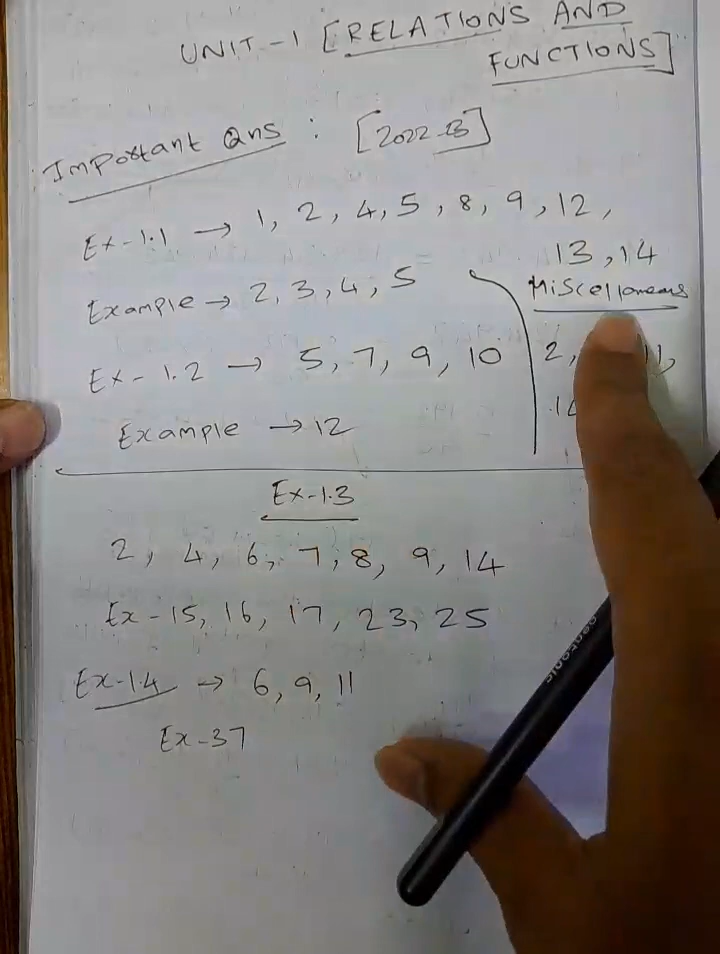 UNIT-1 [RELATIONS AND
FUNCTIONS]
Important Qns : [2022-23]
Ex-1.1 → 1, 2, 4, 5, 8, 9, 12,
13, 14
Example → 2, 3, 4, 5
Ex-1.2 → 5, 7, 9, 10
Example → 12
Miscellaneous
2, 11,
Ex-1.3
2, 4, 6, 7, 8, 9, 14
Ex-15, 16, 17, 23, 25
Ex-1.4 → 6, 9, 11
Ex-37